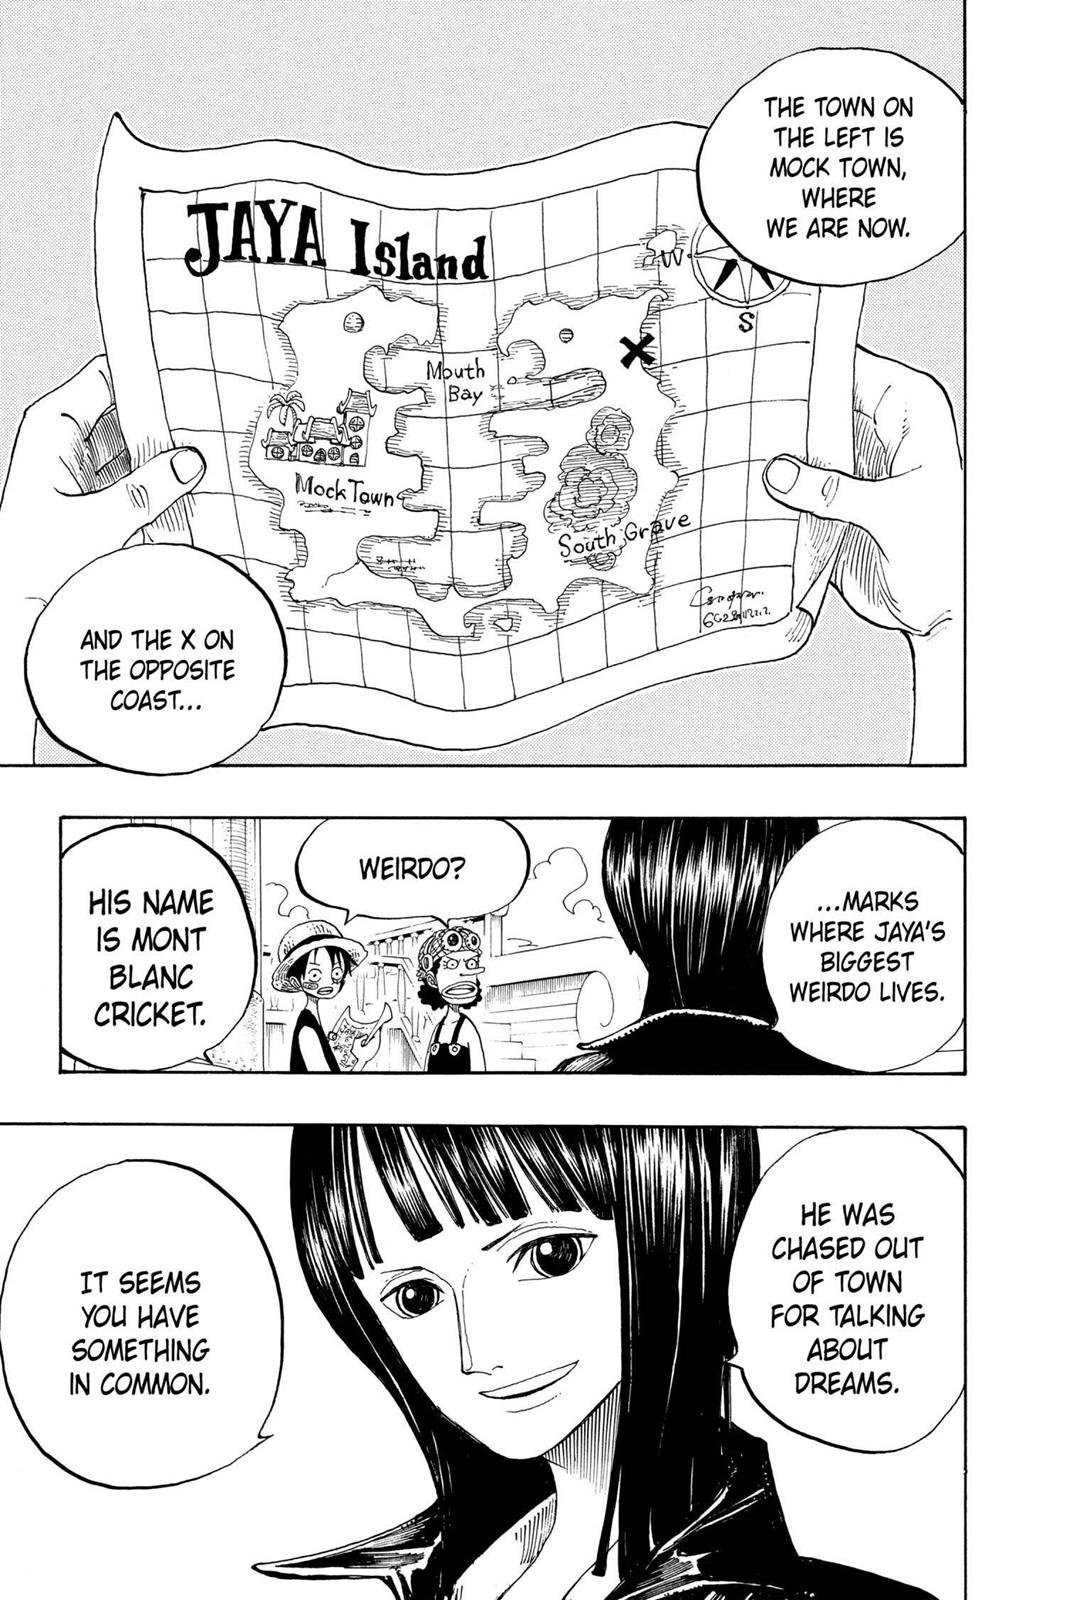 THE TOWN ON
THE LEFT IS
MOCK TOWN,
WHERE
WE ARE NOW.
JAYA Island
W
S
Mouth
Bay
Mock Town
South Grave
AND THE X ON
THE OPPOSITE
COAST...
...MARKS
WHERE JAYA'S
BIGGEST
WEIRDO LIVES.
WEIRDO?
HIS NAME
IS MONT
BLANC
CRICKET.
HE WAS
CHASED OUT
OF TOWN
FOR TALKING
ABOUT
DREAMS.
IT SEEMS
YOU HAVE
SOMETHING
IN COMMON.